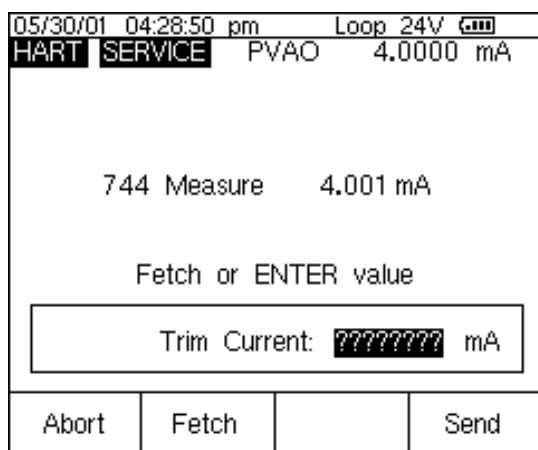 05/30/01 04:28:50 pm Loop 24V
HART SERVICE PVAO 4.0000 mA
744 Measure 4.001 mA
Fetch or ENTER value
Trim Current: ???????? mA
Abort Fetch Send